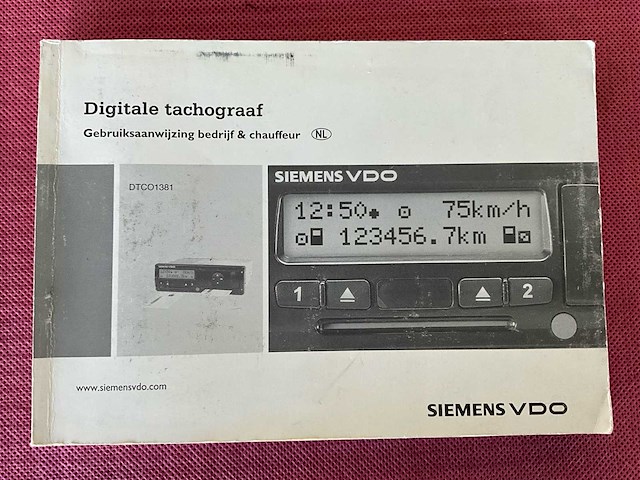 Digitale tachograaf
Gebruiksaanwijzing bedrijf & chauffeur NL
DTCO1381
SIEMENS VDO
12:50 75km/h
123456.7km
1 2
www.siemensvdo.com
SIEMENS VDO